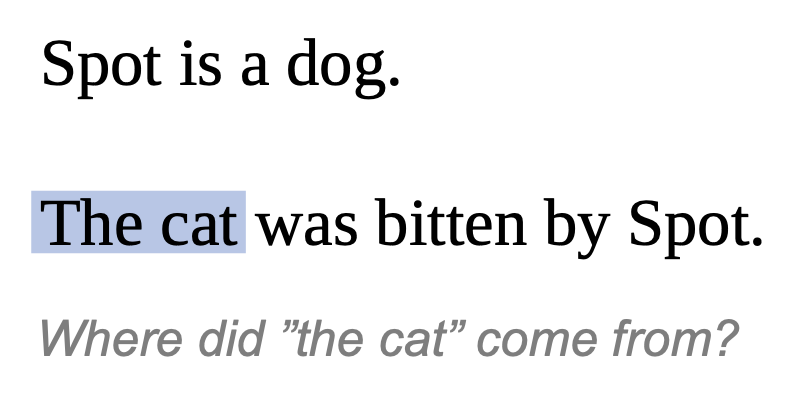 Spot is a dog.
The cat was bitten by Spot.
Where did ”the cat” come from?